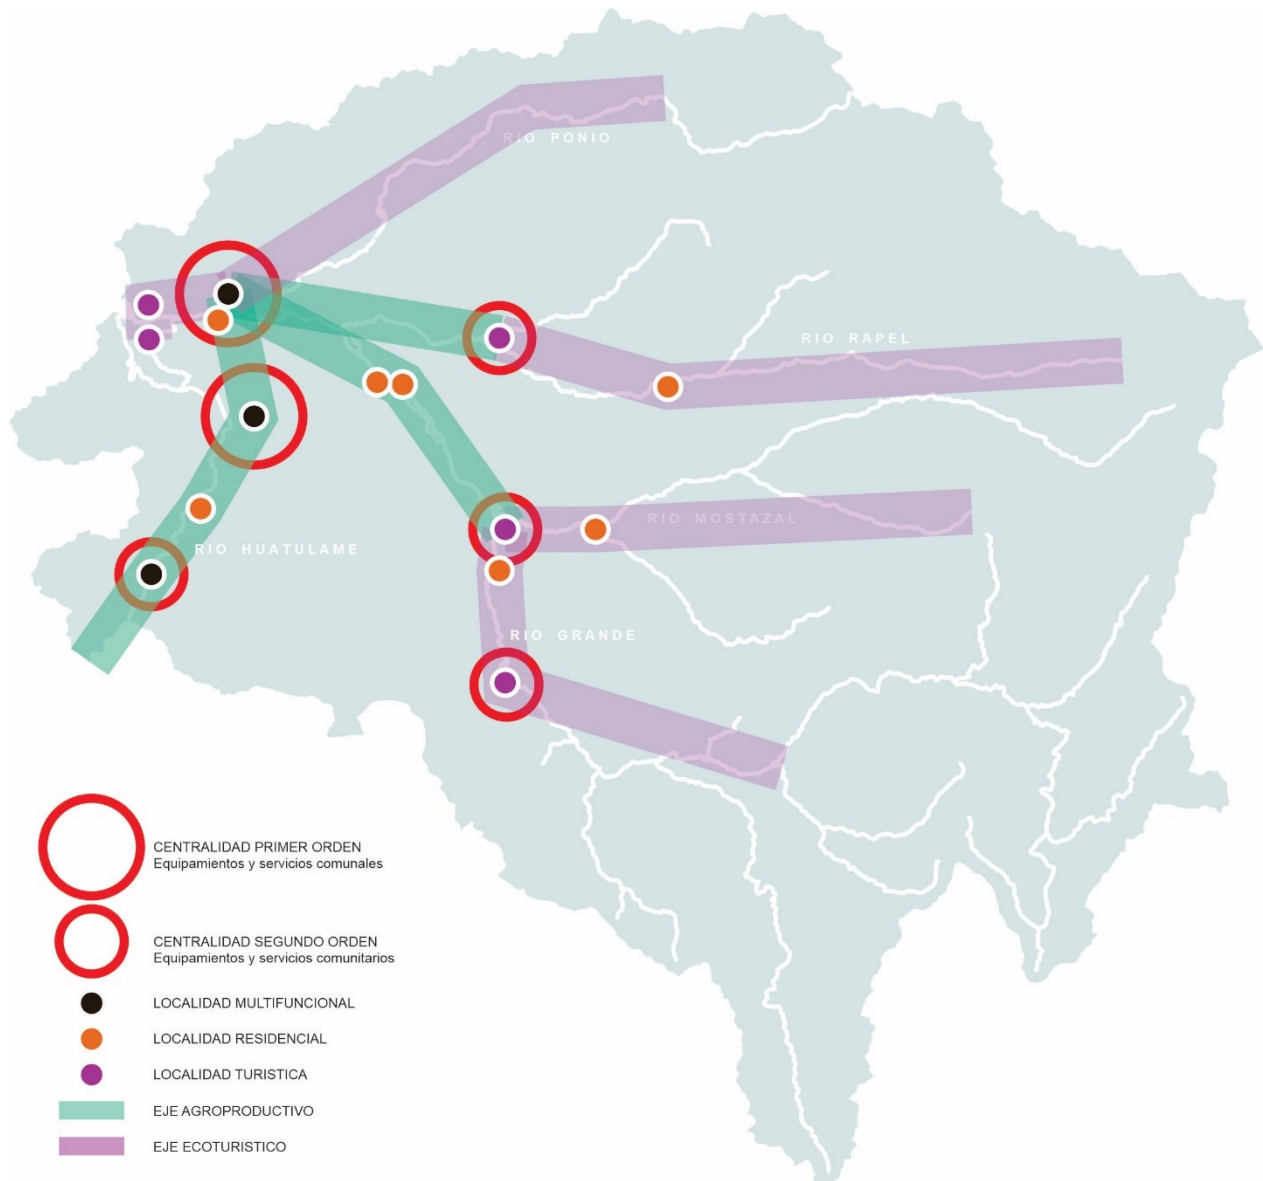 RIO PONIO
RIO RAPEL
RIO MOSTAZAL
RIO HUATULAME
RIO GRANDE
CENTRALIDAD PRIMER ORDEN
Equipamientos y servicios comunales
CENTRALIDAD SEGUNDO ORDEN
Equipamientos y servicios comunitarios
LOCALIDAD MULTIFUNCIONAL
LOCALIDAD RESIDENCIAL
LOCALIDAD TURISTICA
EJE AGROPRODUCTIVO
EJE ECOTURISTICO